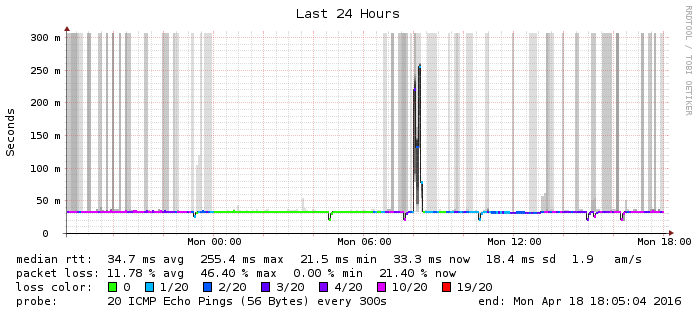 Last 24 Hours
RRDTOOL / TOBI OETIKER
Seconds
300 m
250 m
200 m
150 m
100 m
50 m
0
Mon 00:00 Mon 06:00 Mon 12:00 Mon 18:00
median rtt: 34.7 ms avg 255.4 ms max 21.5 ms min 33.3 ms now 18.4 ms sd 1.9 am/s
packet loss: 11.78 % avg 46.40 % max 0.00 % min 21.40 % now
loss color: 0 1/20 2/20 3/20 4/20 10/20 19/20
probe: 20 ICMP Echo Pings (56 Bytes) every 300s end: Mon Apr 18 18:05:04 2016